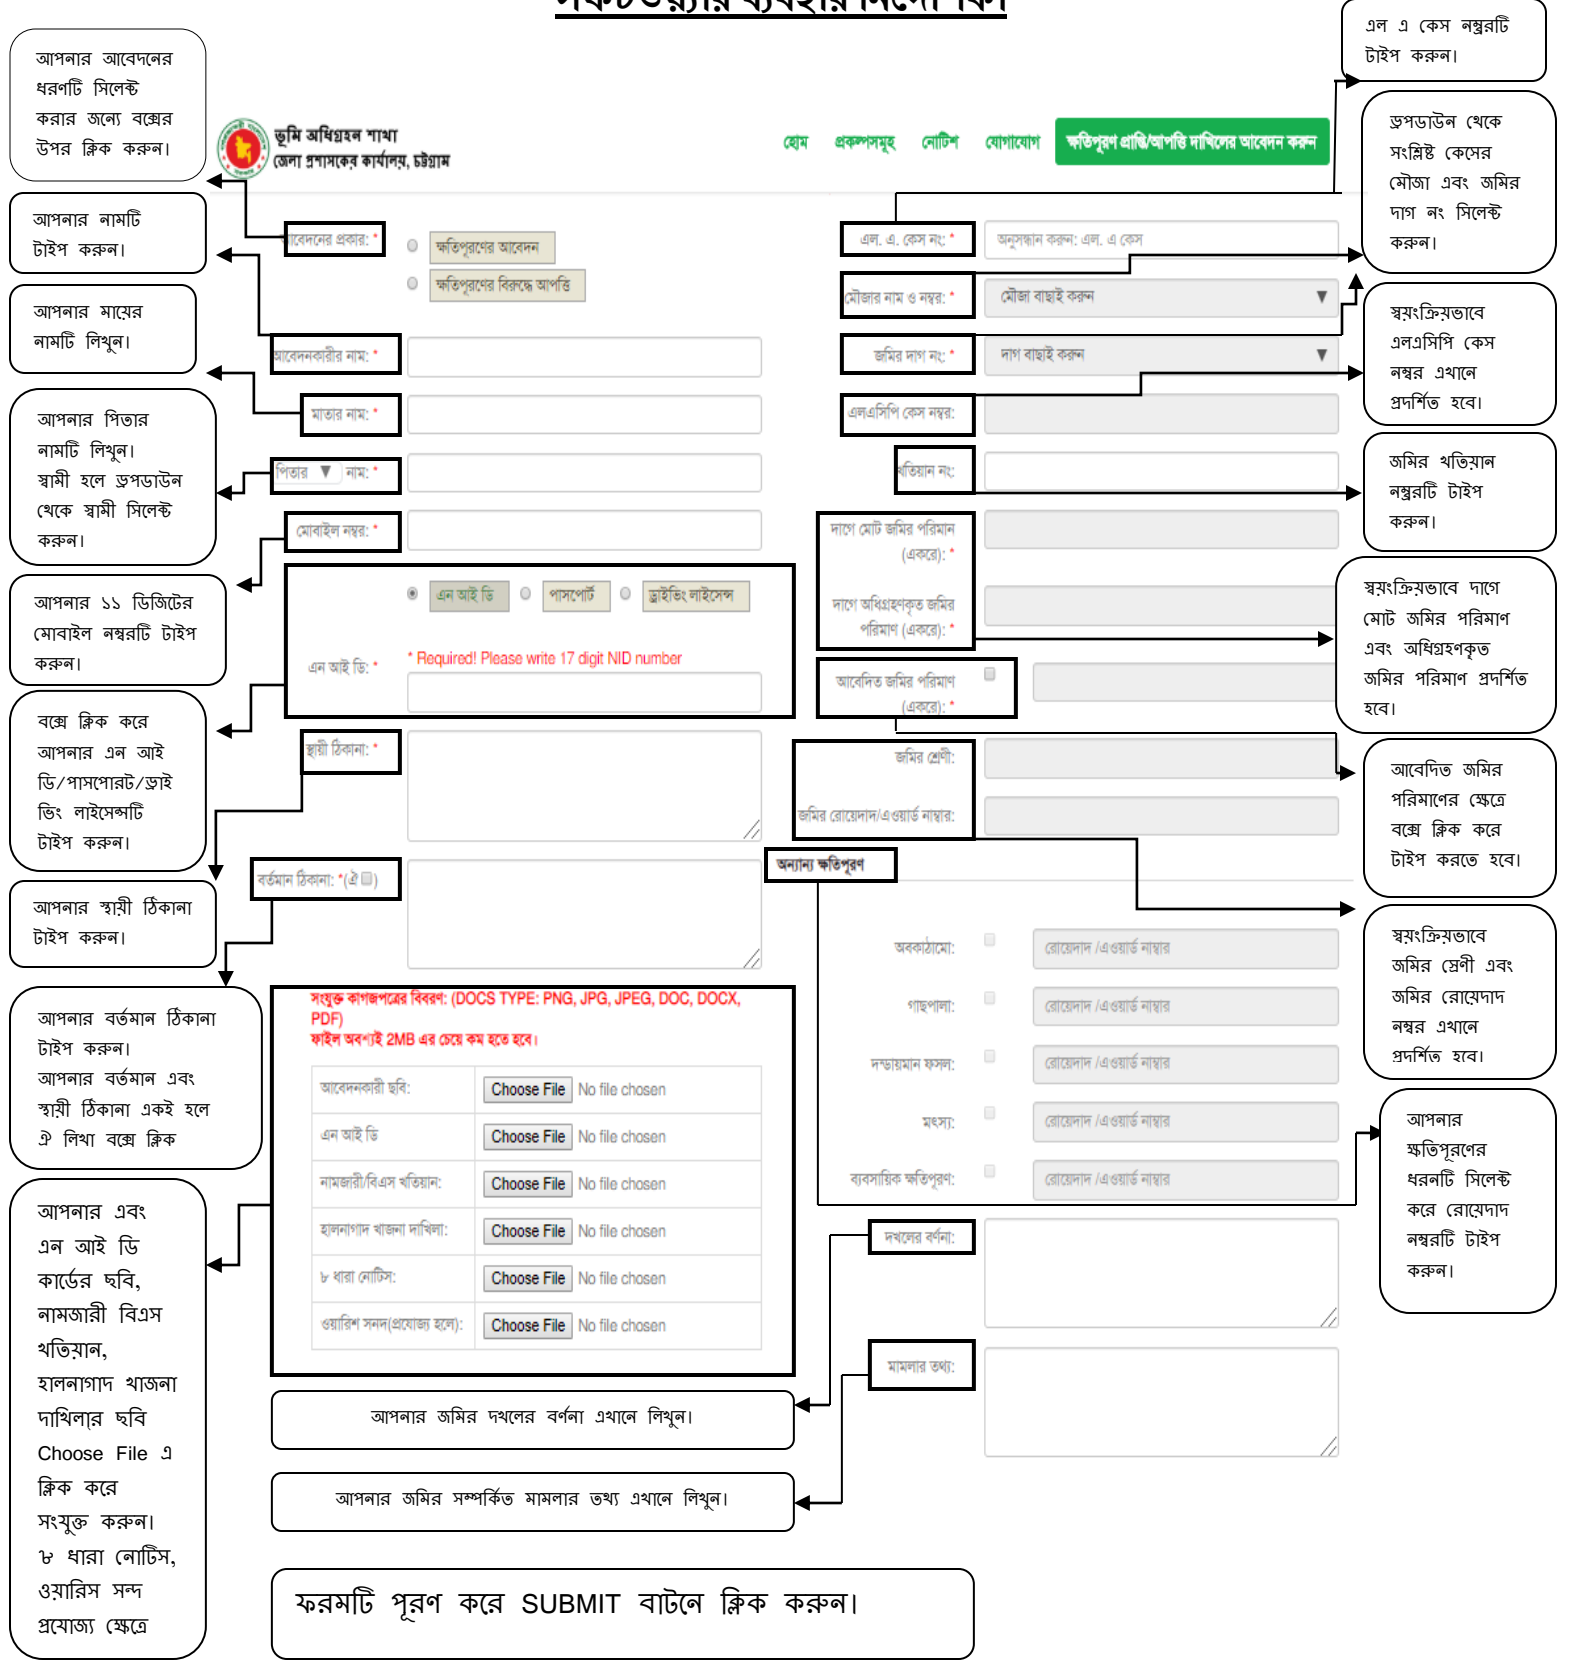 সফটওয়্যার ব্যবহার নির্দেশিকা
আপনার আবেদনের
ধরণটি সিলেক্ট
করার জন্যে বক্সের
উপর ক্লিক করুন।
আপনার নামটি
টাইপ করুন।
আপনার মায়ের
নামটি লিখুন।
আপনার পিতার
নামটি লিখুন।
স্বামী হলে ড্রপডাউন
থেকে স্বামী সিলেক্ট
করুন।
আপনার ১১ ডিজিটের
মোবাইল নম্বরটি টাইপ
করুন।
বক্সে ক্লিক করে
আপনার এন আই
ডি/পাসপোরট/ড্রাই
ভিং লাইসেন্সটি
টাইপ করুন।
আপনার স্থায়ী ঠিকানা
টাইপ করুন।
আপনার বর্তমান ঠিকানা
টাইপ করুন।
আপনার বর্তমান এবং
স্থায়ী ঠিকানা একই হলে
ঐ লিখা বক্সে ক্লিক
আপনার এবং
এন আই ডি
কার্ডের ছবি,
নামজারী বিএস
খতিয়ান,
হালনাগাদ খাজনা
দাখিলা্র ছবি
Choose File এ
ক্লিক করে
সংযুক্ত করুন।
৮ ধারা নোটিস,
ওয়ারিস সন্দ
প্রযোজ্য ক্ষেত্রে
ভূমি অধিগ্রহন শাখা
জেলা প্রশাসকের কার্যালয়, চট্টগ্রাম
হোম প্রকল্পসমূহ নোটিশ যোগাযোগ ক্ষতিপূরণ প্রাপ্তি/আপত্তি দাখিলের আবেদন করুন
আবেদনের প্রকার: *
ক্ষতিপূরণের আবেদন
ক্ষতিপূরণের বিরুদ্ধে আপত্তি
আবেদনকারীর নাম: *
মাতার নাম: *
পিতার ▼ নাম: *
মোবাইল নম্বর: *
এন আই ডি পাসপোর্ট ড্রাইভিং লাইসেন্স
* Required! Please write 17 digit NID number
এন আই ডি: *
স্থায়ী ঠিকানা: *
বর্তমান ঠিকানা: *(ঐ )
সংযুক্ত কাগজপত্রের বিবরণ: (DOCS TYPE: PNG, JPG, JPEG, DOC, DOCX,
PDF)
ফাইল অবশ্যই 2MB এর চেয়ে কম হতে হবে।
আবেদনকারী ছবি: Choose File No file chosen
এন আই ডি Choose File No file chosen
নামজারী/বিএস খতিয়ান: Choose File No file chosen
হালনাগাদ খাজনা দাখিলা: Choose File No file chosen
৮ ধারা নোটিস: Choose File No file chosen
ওয়ারিশ সনদ(প্রযোজ্য হলে): Choose File No file chosen
এল. এ. কেস নং: * অনুসন্ধান করুন: এল. এ কেস
মৌজার নাম ও নম্বর: * মৌজা বাছাই করুন ▼
জমির দাগ নং: * দাগ বাছাই করুন ▼
এলএসিপি কেস নম্বর:
খতিয়ান নং:
দাগে মোট জমির পরিমান
(একরে): *
দাগে অধিগ্রহণকৃত জমির
পরিমাণ (একরে): *
আবেদিত জমির পরিমাণ
(একরে): *
জমির শ্রেণী:
জমির রোয়েদাদ/এওয়ার্ড নাম্বার:
অন্যান্য ক্ষতিপূরণ
অবকাঠামো: রোয়েদাদ /এওয়ার্ড নাম্বার
গাছপালা: রোয়েদাদ /এওয়ার্ড নাম্বার
দন্ডায়মান ফসল: রোয়েদাদ /এওয়ার্ড নাম্বার
মৎস্য: রোয়েদাদ /এওয়ার্ড নাম্বার
ব্যবসায়িক ক্ষতিপূরণ: রোয়েদাদ /এওয়ার্ড নাম্বার
দখলের বর্ণনা:
মামলার তথ্য:
এল এ কেস নম্বরটি
টাইপ করুন।
ড্রপডাউন থেকে
সংশ্লিষ্ট কেসের
মৌজা এবং জমির
দাগ নং সিলেক্ট
করুন।
স্বয়ংক্রিয়ভাবে
এলএসিপি কেস
নম্বর এখানে
প্রদর্শিত হবে।
জমির খতিয়ান
নম্বরটি টাইপ
করুন।
স্বয়ংক্রিয়ভাবে দাগে
মোট জমির পরিমাণ
এবং অধিগ্রহণকৃত
জমির পরিমাণ প্রদর্শিত
হবে।
আবেদিত জমির
পরিমাণের ক্ষেত্রে
বক্সে ক্লিক করে
টাইপ করতে হবে।
স্বয়ংক্রিয়ভাবে
জমির শ্রেণী এবং
জমির রোয়েদাদ
নম্বর এখানে
প্রদর্শিত হবে।
আপনার
ক্ষতিপূরণের
ধরনটি সিলেক্ট
করে রোয়েদাদ
নম্বরটি টাইপ
করুন।
আপনার জমির দখলের বর্ণনা এখানে লিখুন।
আপনার জমির সম্পর্কিত মামলার তথ্য এখানে লিখুন।
ফরমটি পূরণ করে SUBMIT বাটনে ক্লিক করুন।